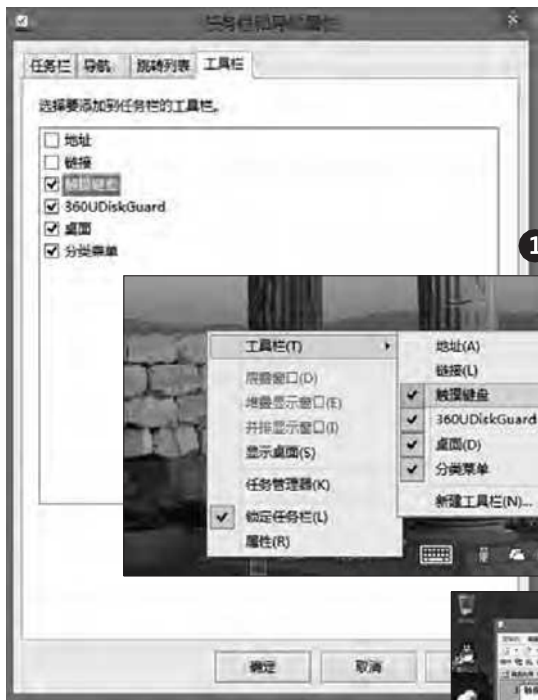 任务栏和导航属性
任务栏 导航 跳转列表 工具栏
选择要添加到任务栏的工具栏。
地址
链接
触摸键盘
360UDiskGuard
桌面
分类菜单
1
工具栏(T)
层叠窗口(D)
堆叠显示窗口(E)
并排显示窗口(I)
显示桌面(S)
任务管理器(K)
锁定任务栏(L)
属性(R)
地址(A)
链接(L)
触摸键盘
360UDiskGuard
桌面(D)
分类菜单
新建工具栏(N)...
确定 取消